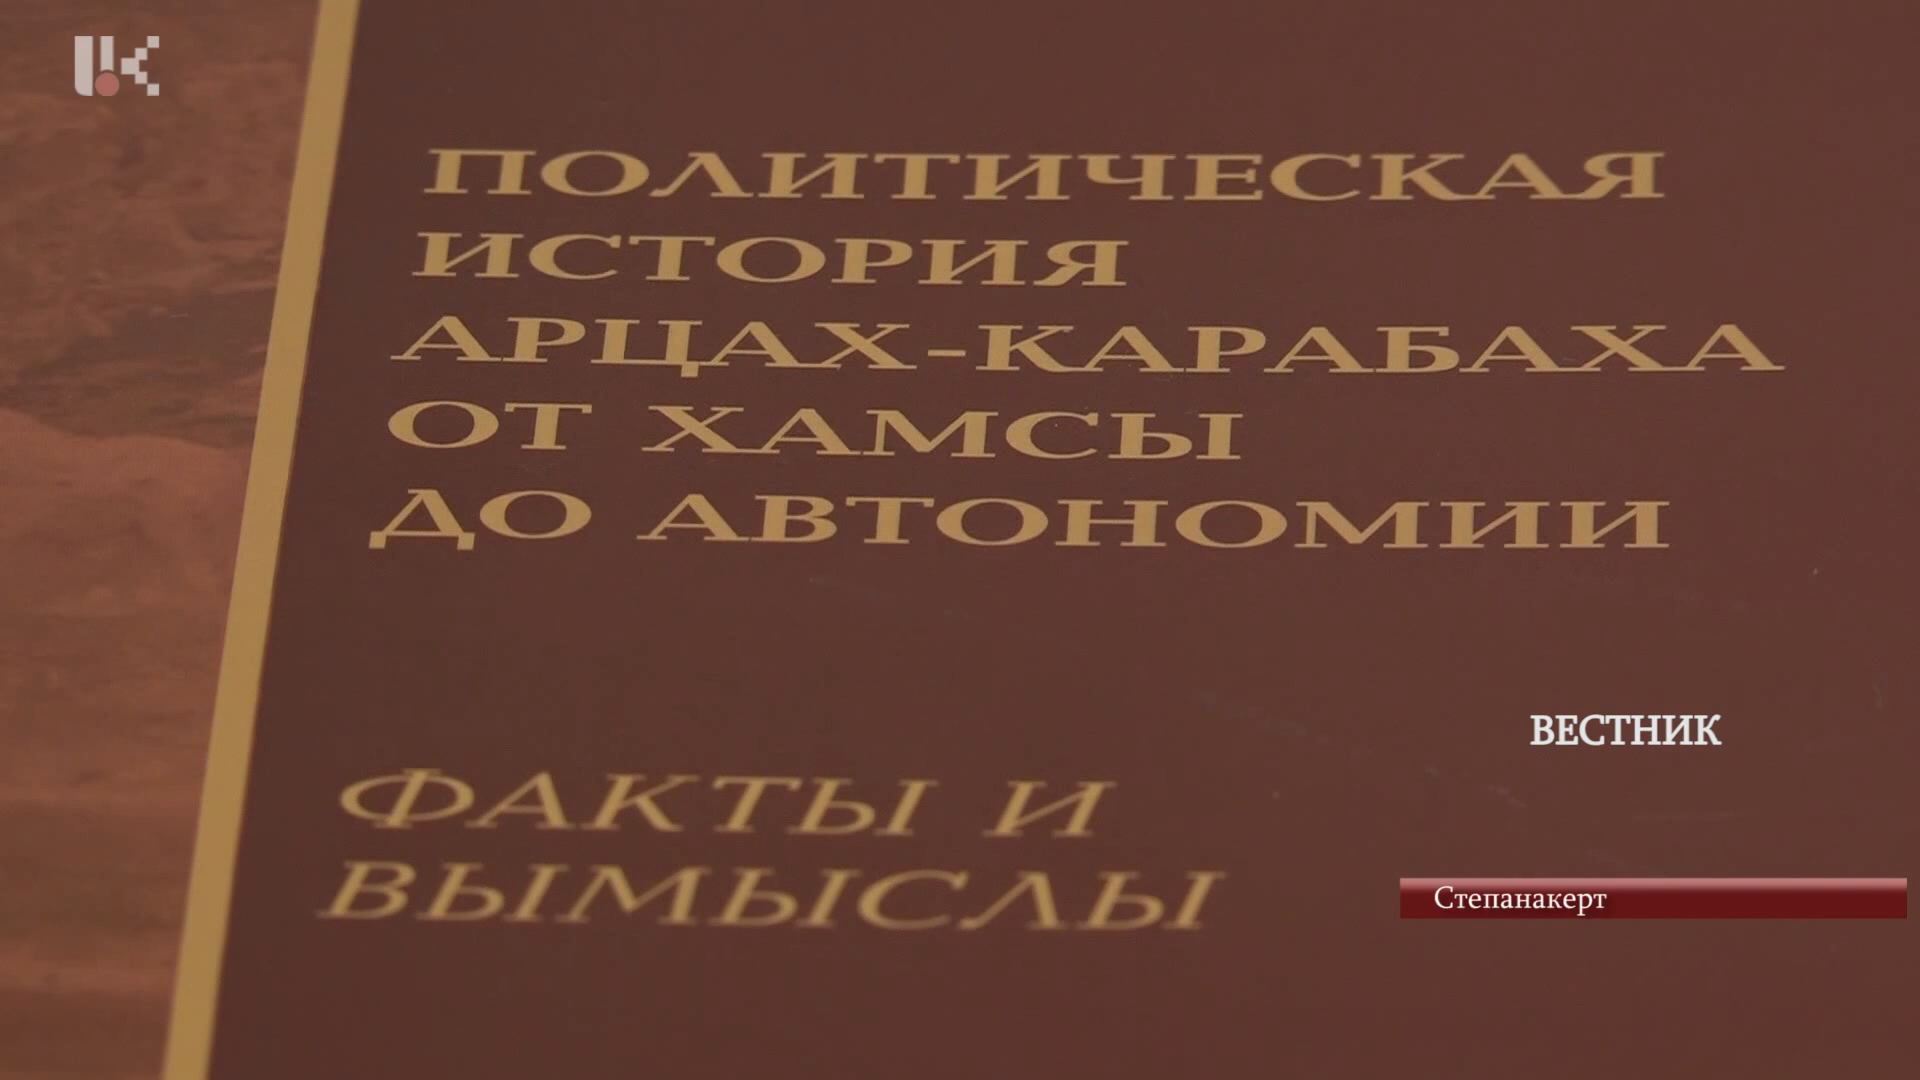 ПОЛИТИЧЕСКАЯ
ИСТОРИЯ
АРЦАХ-КАРАБАХА
ОТ ХАМСЫ
ДО АВТОНОМИИ
ФАКТЫ И
ВЫМЫСЛЫ
ВЕСТНИК
Степанакерт